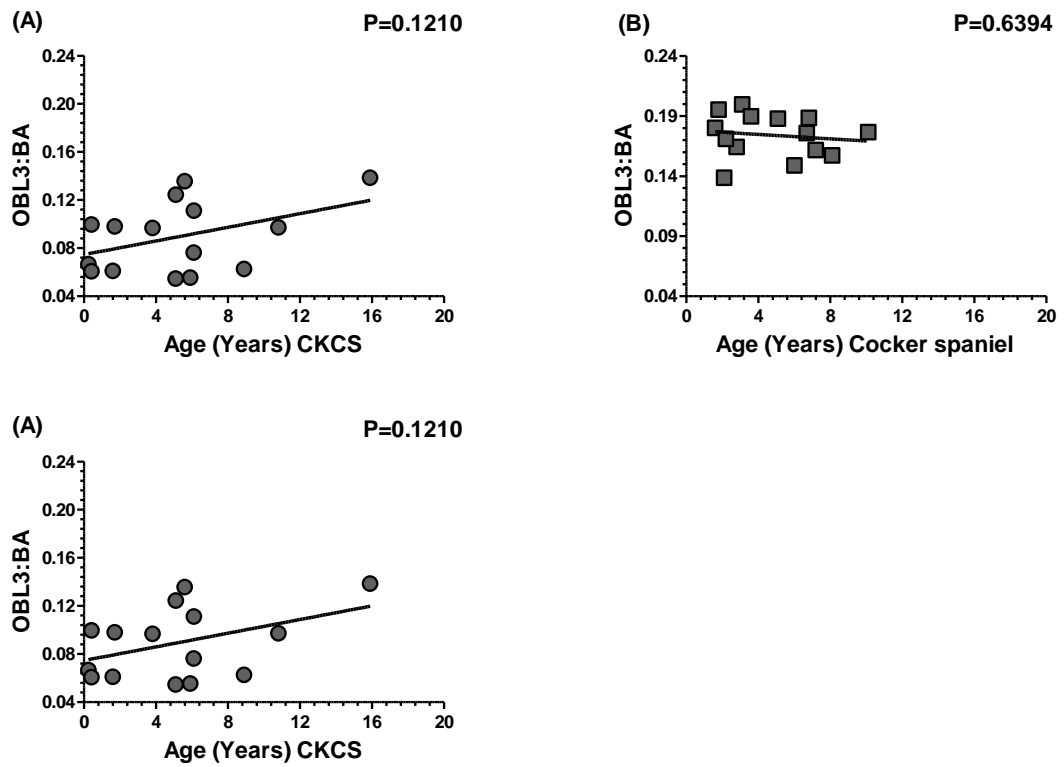 (A)
P=0.1210
0.24
0.20
0.16
0.12
0.08
0.04
OBL3:BA
0 4 8 12 16 20
Age (Years) CKCS
(B)
P=0.6394
0.24
0.19
0.14
0.09
0.04
OBL3:BA
0 4 8 12 16 20
Age (Years) Cocker spaniel
(A)
P=0.1210
0.24
0.20
0.16
0.12
0.08
0.04
OBL3:BA
0 4 8 12 16 20
Age (Years) CKCS